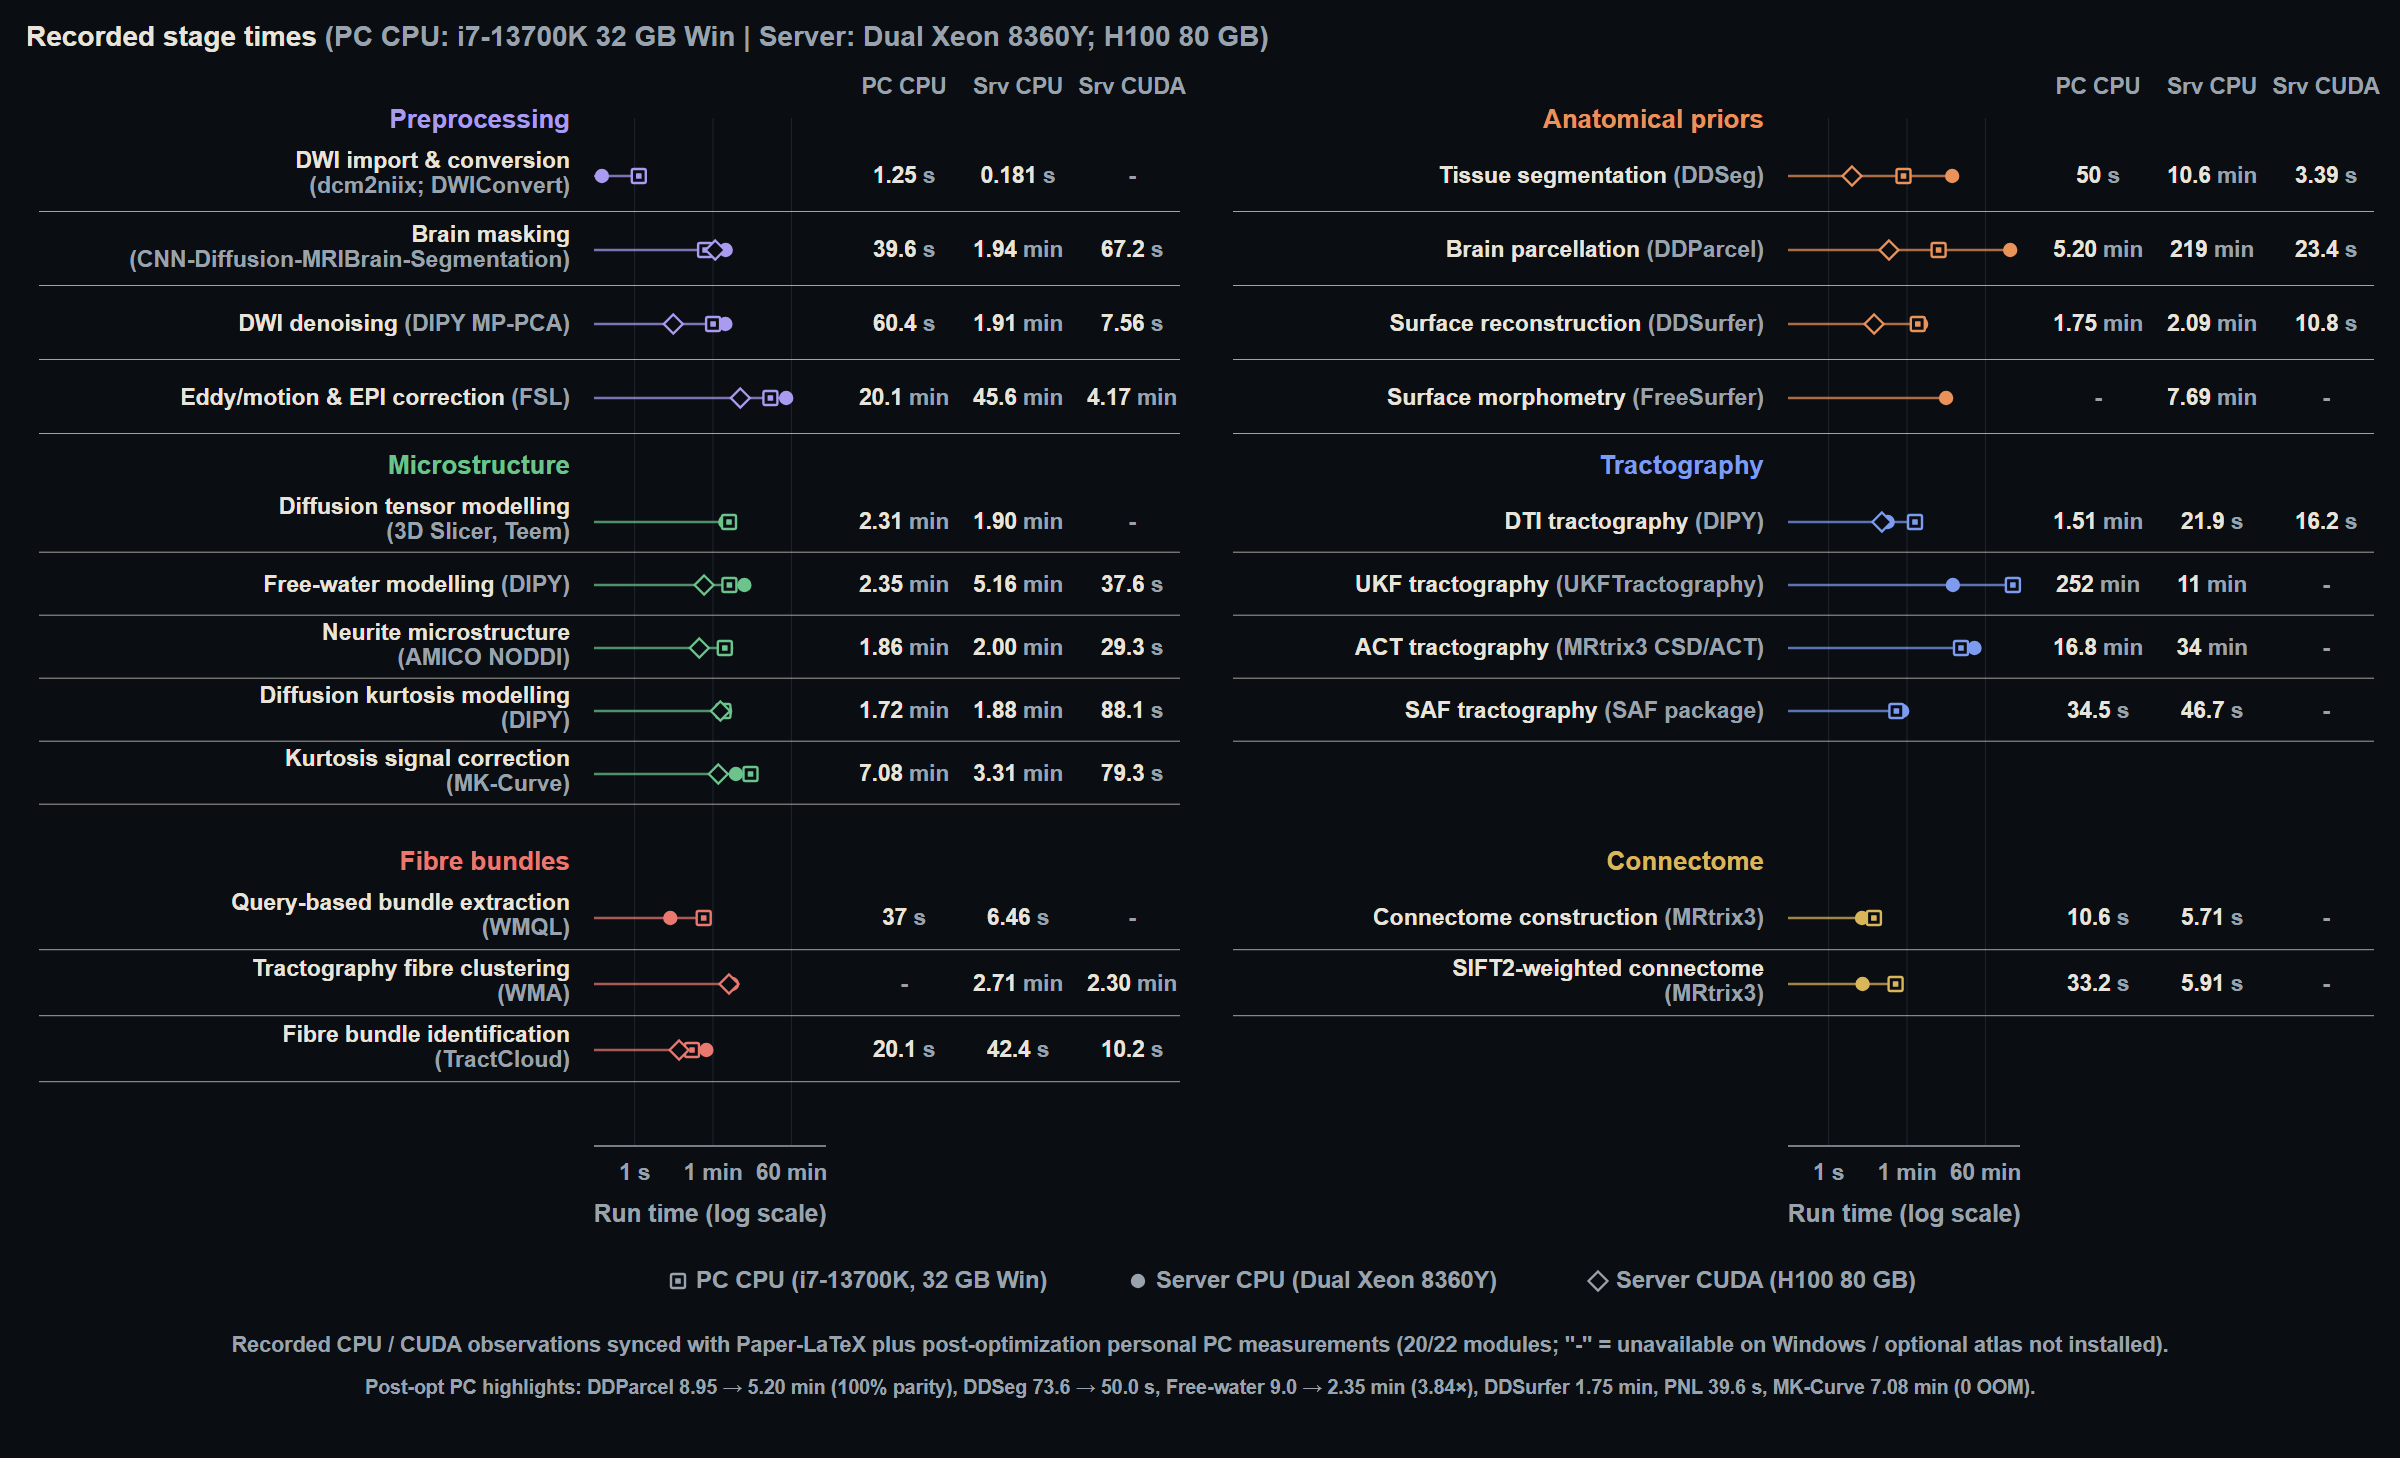 Recorded stage times (PC CPU: i7-13700K 32 GB Win | Server: Dual Xeon 8360Y; H100 80 GB)
PC CPU Srv CPU Srv CUDA
Preprocessing
DWI import & conversion
(dcm2niix; DWIConvert)
1.25 s 0.181 s -
Brain masking
(CNN-Diffusion-MRIBrain-Segmentation)
39.6 s 1.94 min 67.2 s
DWI denoising (DIPY MP-PCA) 60.4 s 1.91 min 7.56 s
Eddy/motion & EPI correction (FSL) 20.1 min 45.6 min 4.17 min
Microstructure
Diffusion tensor modelling
(3D Slicer, Teem)
2.31 min 1.90 min -
Free-water modelling (DIPY) 2.35 min 5.16 min 37.6 s
Neurite microstructure
(AMICO NODDI)
1.86 min 2.00 min 29.3 s
Diffusion kurtosis modelling
(DIPY)
1.72 min 1.88 min 88.1 s
Kurtosis signal correction
(MK-Curve)
7.08 min 3.31 min 79.3 s
Fibre bundles
Query-based bundle extraction
(WMQL)
37 s 6.46 s -
Tractography fibre clustering
(WMA)
- 2.71 min 2.30 min
Fibre bundle identification
(TractCloud)
20.1 s 42.4 s 10.2 s
1 s 1 min 60 min
Run time (log scale)
PC CPU Srv CPU Srv CUDA
Anatomical priors
Tissue segmentation (DDSeg) 50 s 10.6 min 3.39 s
Brain parcellation (DDParcel) 5.20 min 219 min 23.4 s
Surface reconstruction (DDSurfer) 1.75 min 2.09 min 10.8 s
Surface morphometry (FreeSurfer) - 7.69 min -
Tractography
DTI tractography (DIPY) 1.51 min 21.9 s 16.2 s
UKF tractography (UKFTractography) 252 min 11 min -
ACT tractography (MRtrix3 CSD/ACT) 16.8 min 34 min -
SAF tractography (SAF package) 34.5 s 46.7 s -
Connectome
Connectome construction (MRtrix3) 10.6 s 5.71 s -
SIFT2-weighted connectome
(MRtrix3)
33.2 s 5.91 s -
1 s 1 min 60 min
Run time (log scale)
PC CPU (i7-13700K, 32 GB Win) Server CPU (Dual Xeon 8360Y) Server CUDA (H100 80 GB)
Recorded CPU / CUDA observations synced with Paper-LaTeX plus post-optimization personal PC measurements (20/22 modules; "-" = unavailable on Windows / optional atlas not installed).
Post-opt PC highlights: DDParcel 8.95 → 5.20 min (100% parity), DDSeg 73.6 → 50.0 s, Free-water 9.0 → 2.35 min (3.84×), DDSurfer 1.75 min, PNL 39.6 s, MK-Curve 7.08 min (0 OOM).